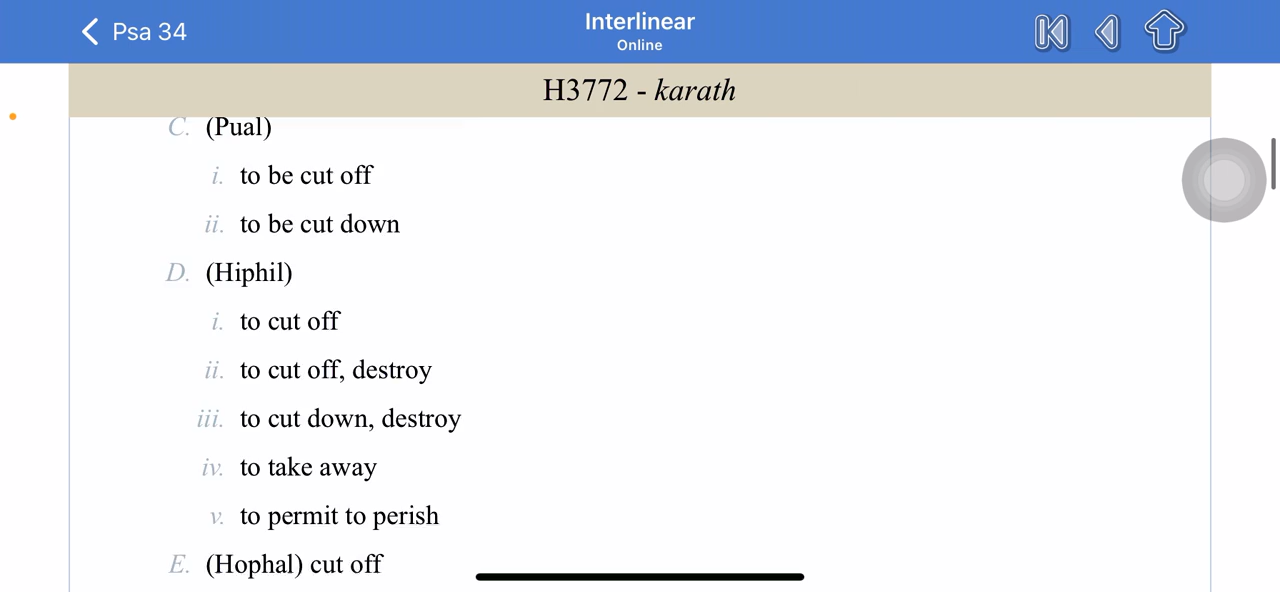 Psa 34
Interlinear
Online
H3772 - karath
C. (Pual)
i. to be cut off
ii. to be cut down
D. (Hiphil)
i. to cut off
ii. to cut off, destroy
iii. to cut down, destroy
iv. to take away
v. to permit to perish
E. (Hophal) cut off